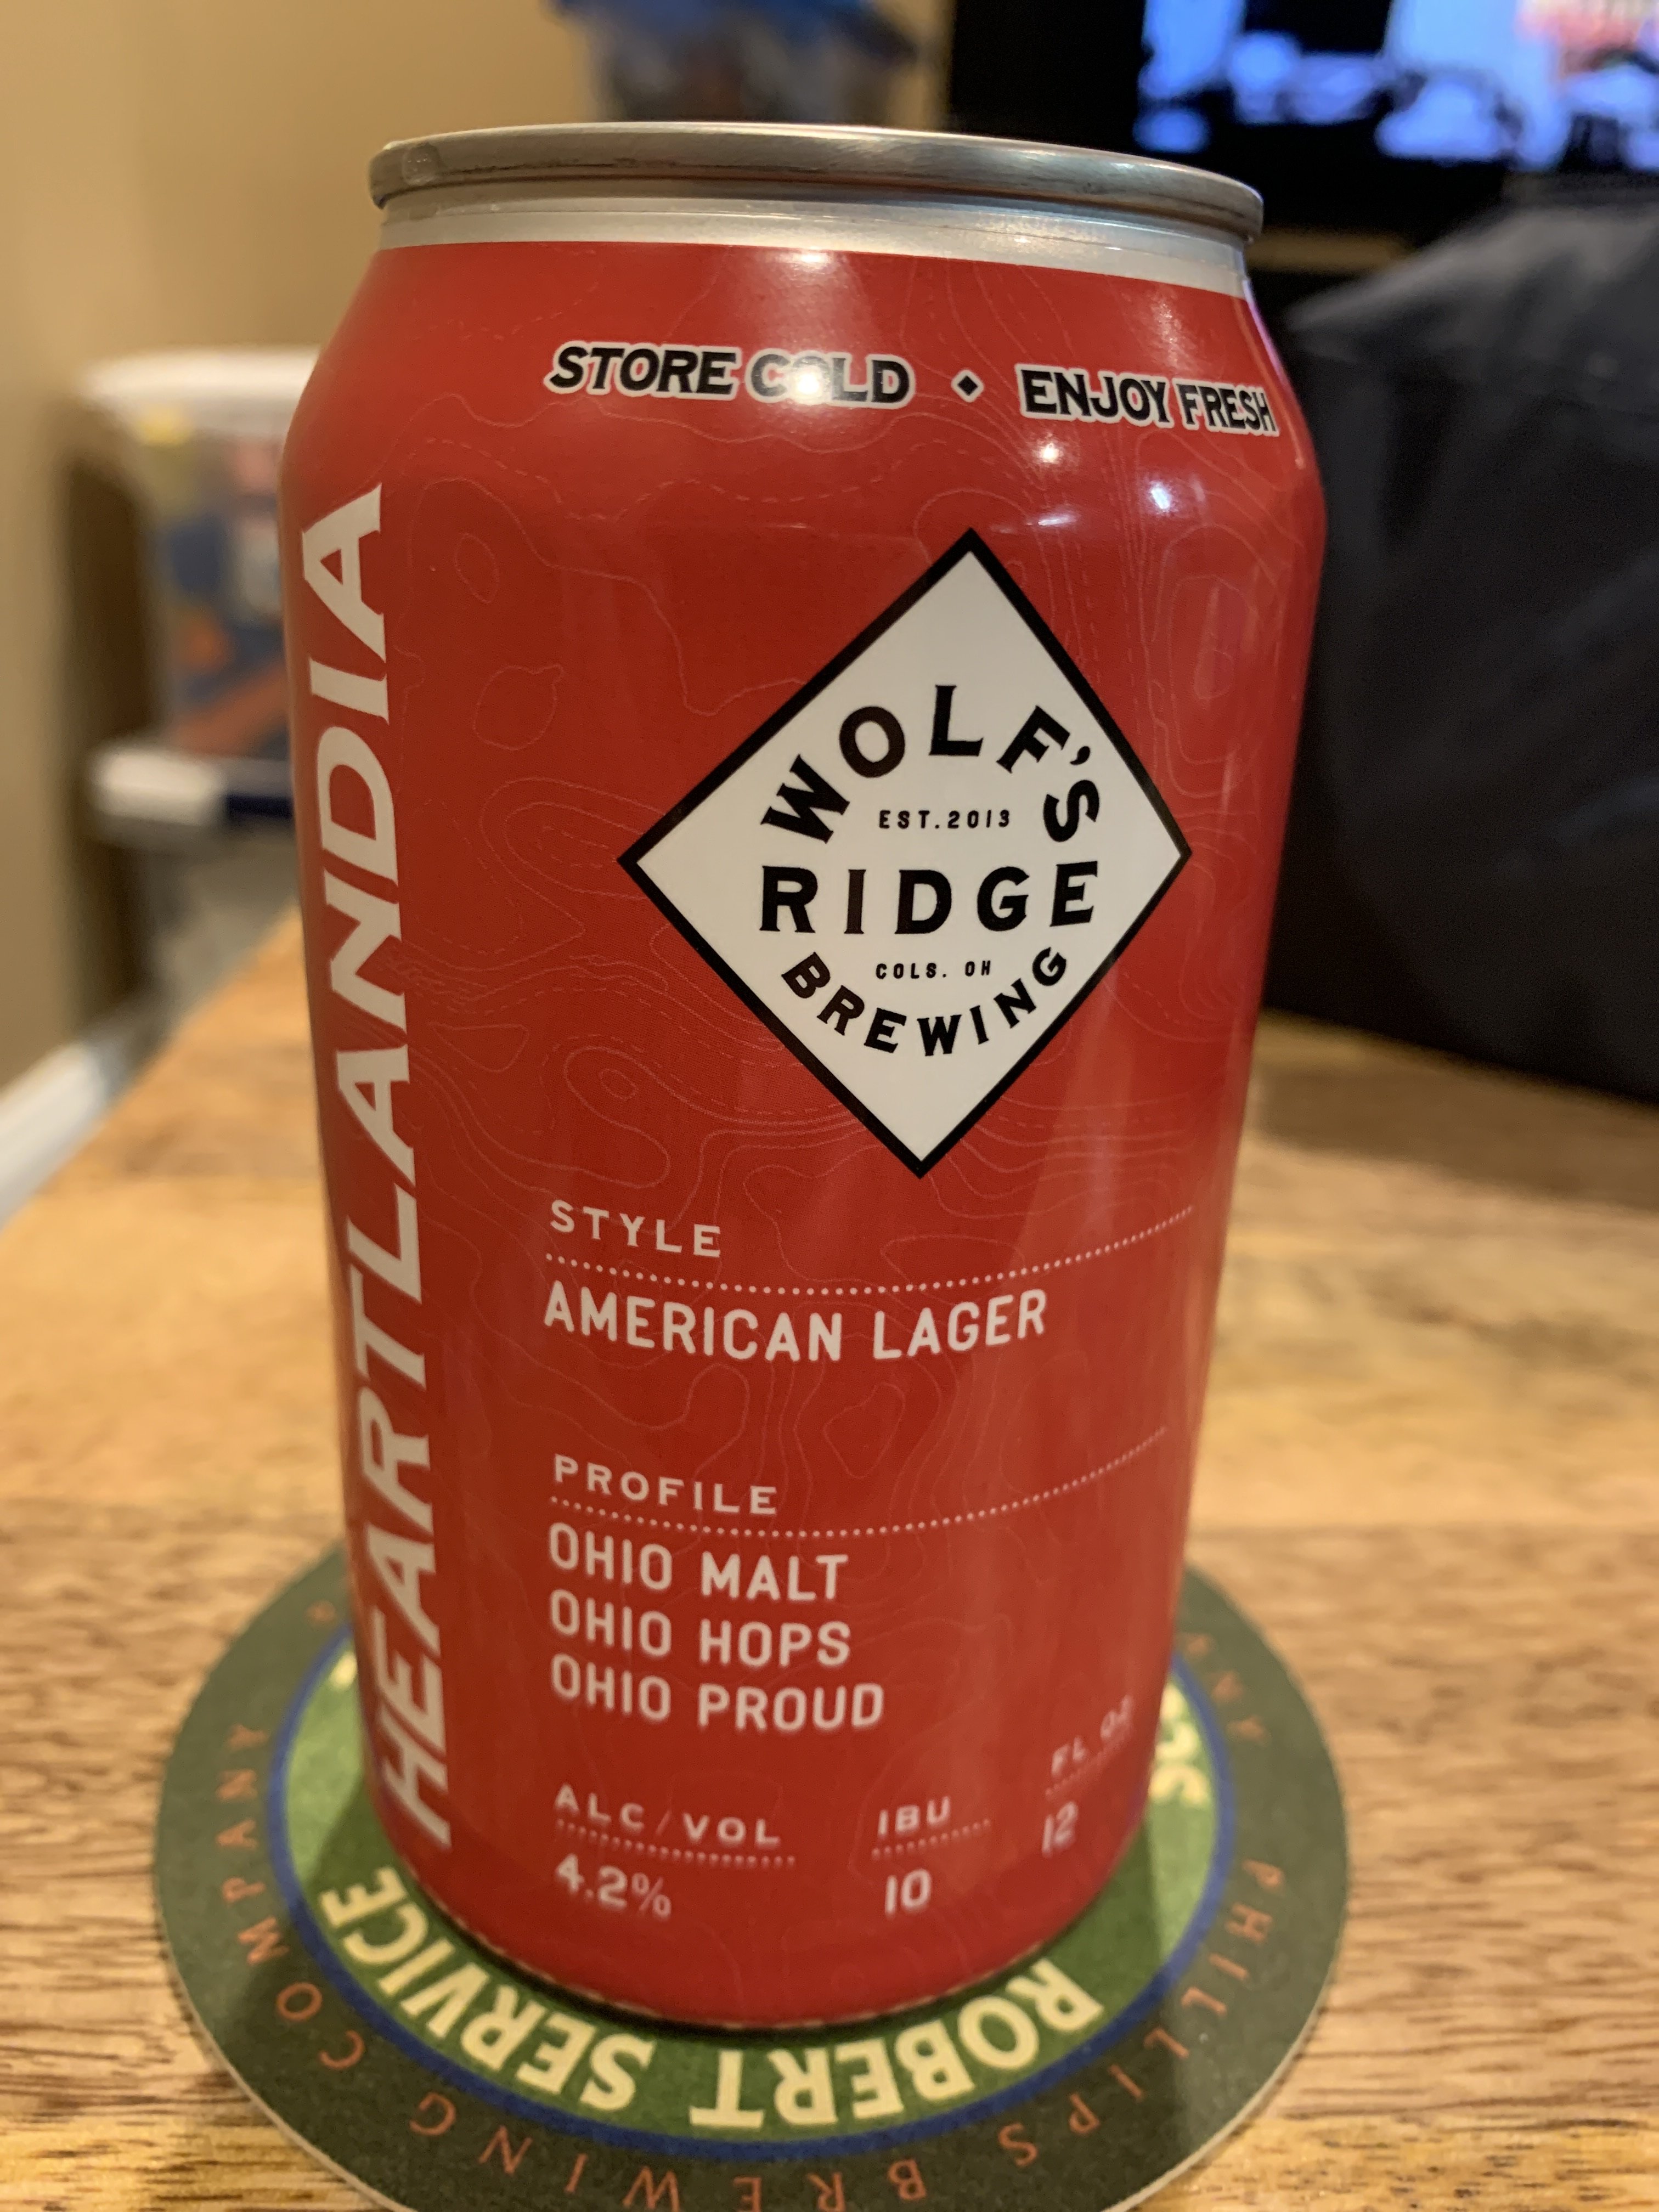 STORE COLD ◆ ENJOY FRESH
HEARTLANDIA
WOLF'S
EST. 2013
RIDGE
COLS. OH
BREWING
STYLE
AMERICAN LAGER
PROFILE
OHIO MALT
OHIO HOPS
OHIO PROUD
ALC/VOL
4.2%
IBU
10
FL OZ
12
ROBERT SERVICE
PHILLIPS BREWING COMPANY